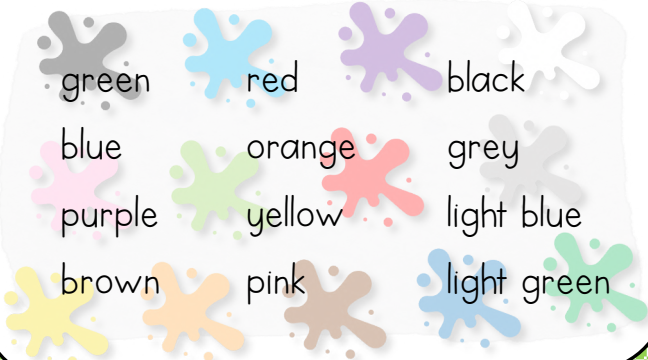 green red black
blue orange grey
purple yellow light blue
brown pink light green